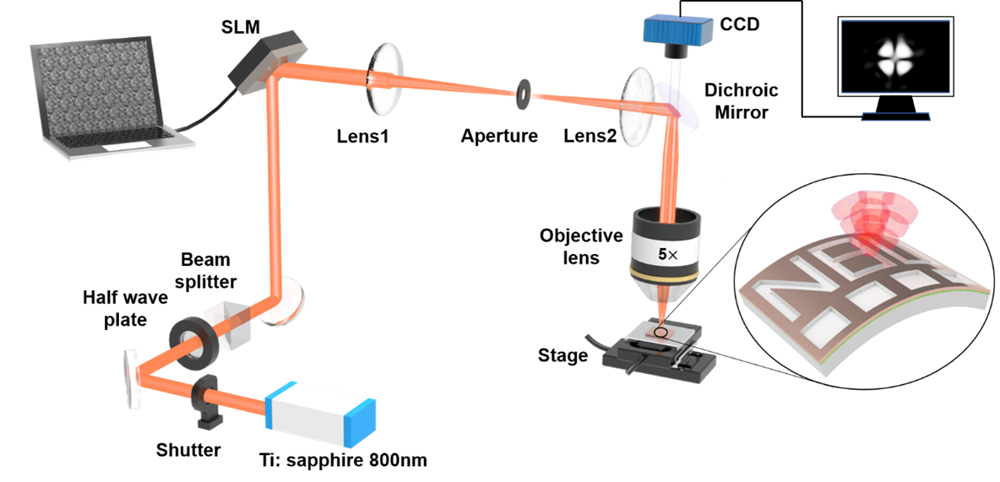 SLM
CCD
Dichroic
Mirror
Lens1
Aperture
Lens2
Objective
lens
5×
Beam
splitter
Half wave
plate
Stage
Shutter
Ti: sapphire 800nm